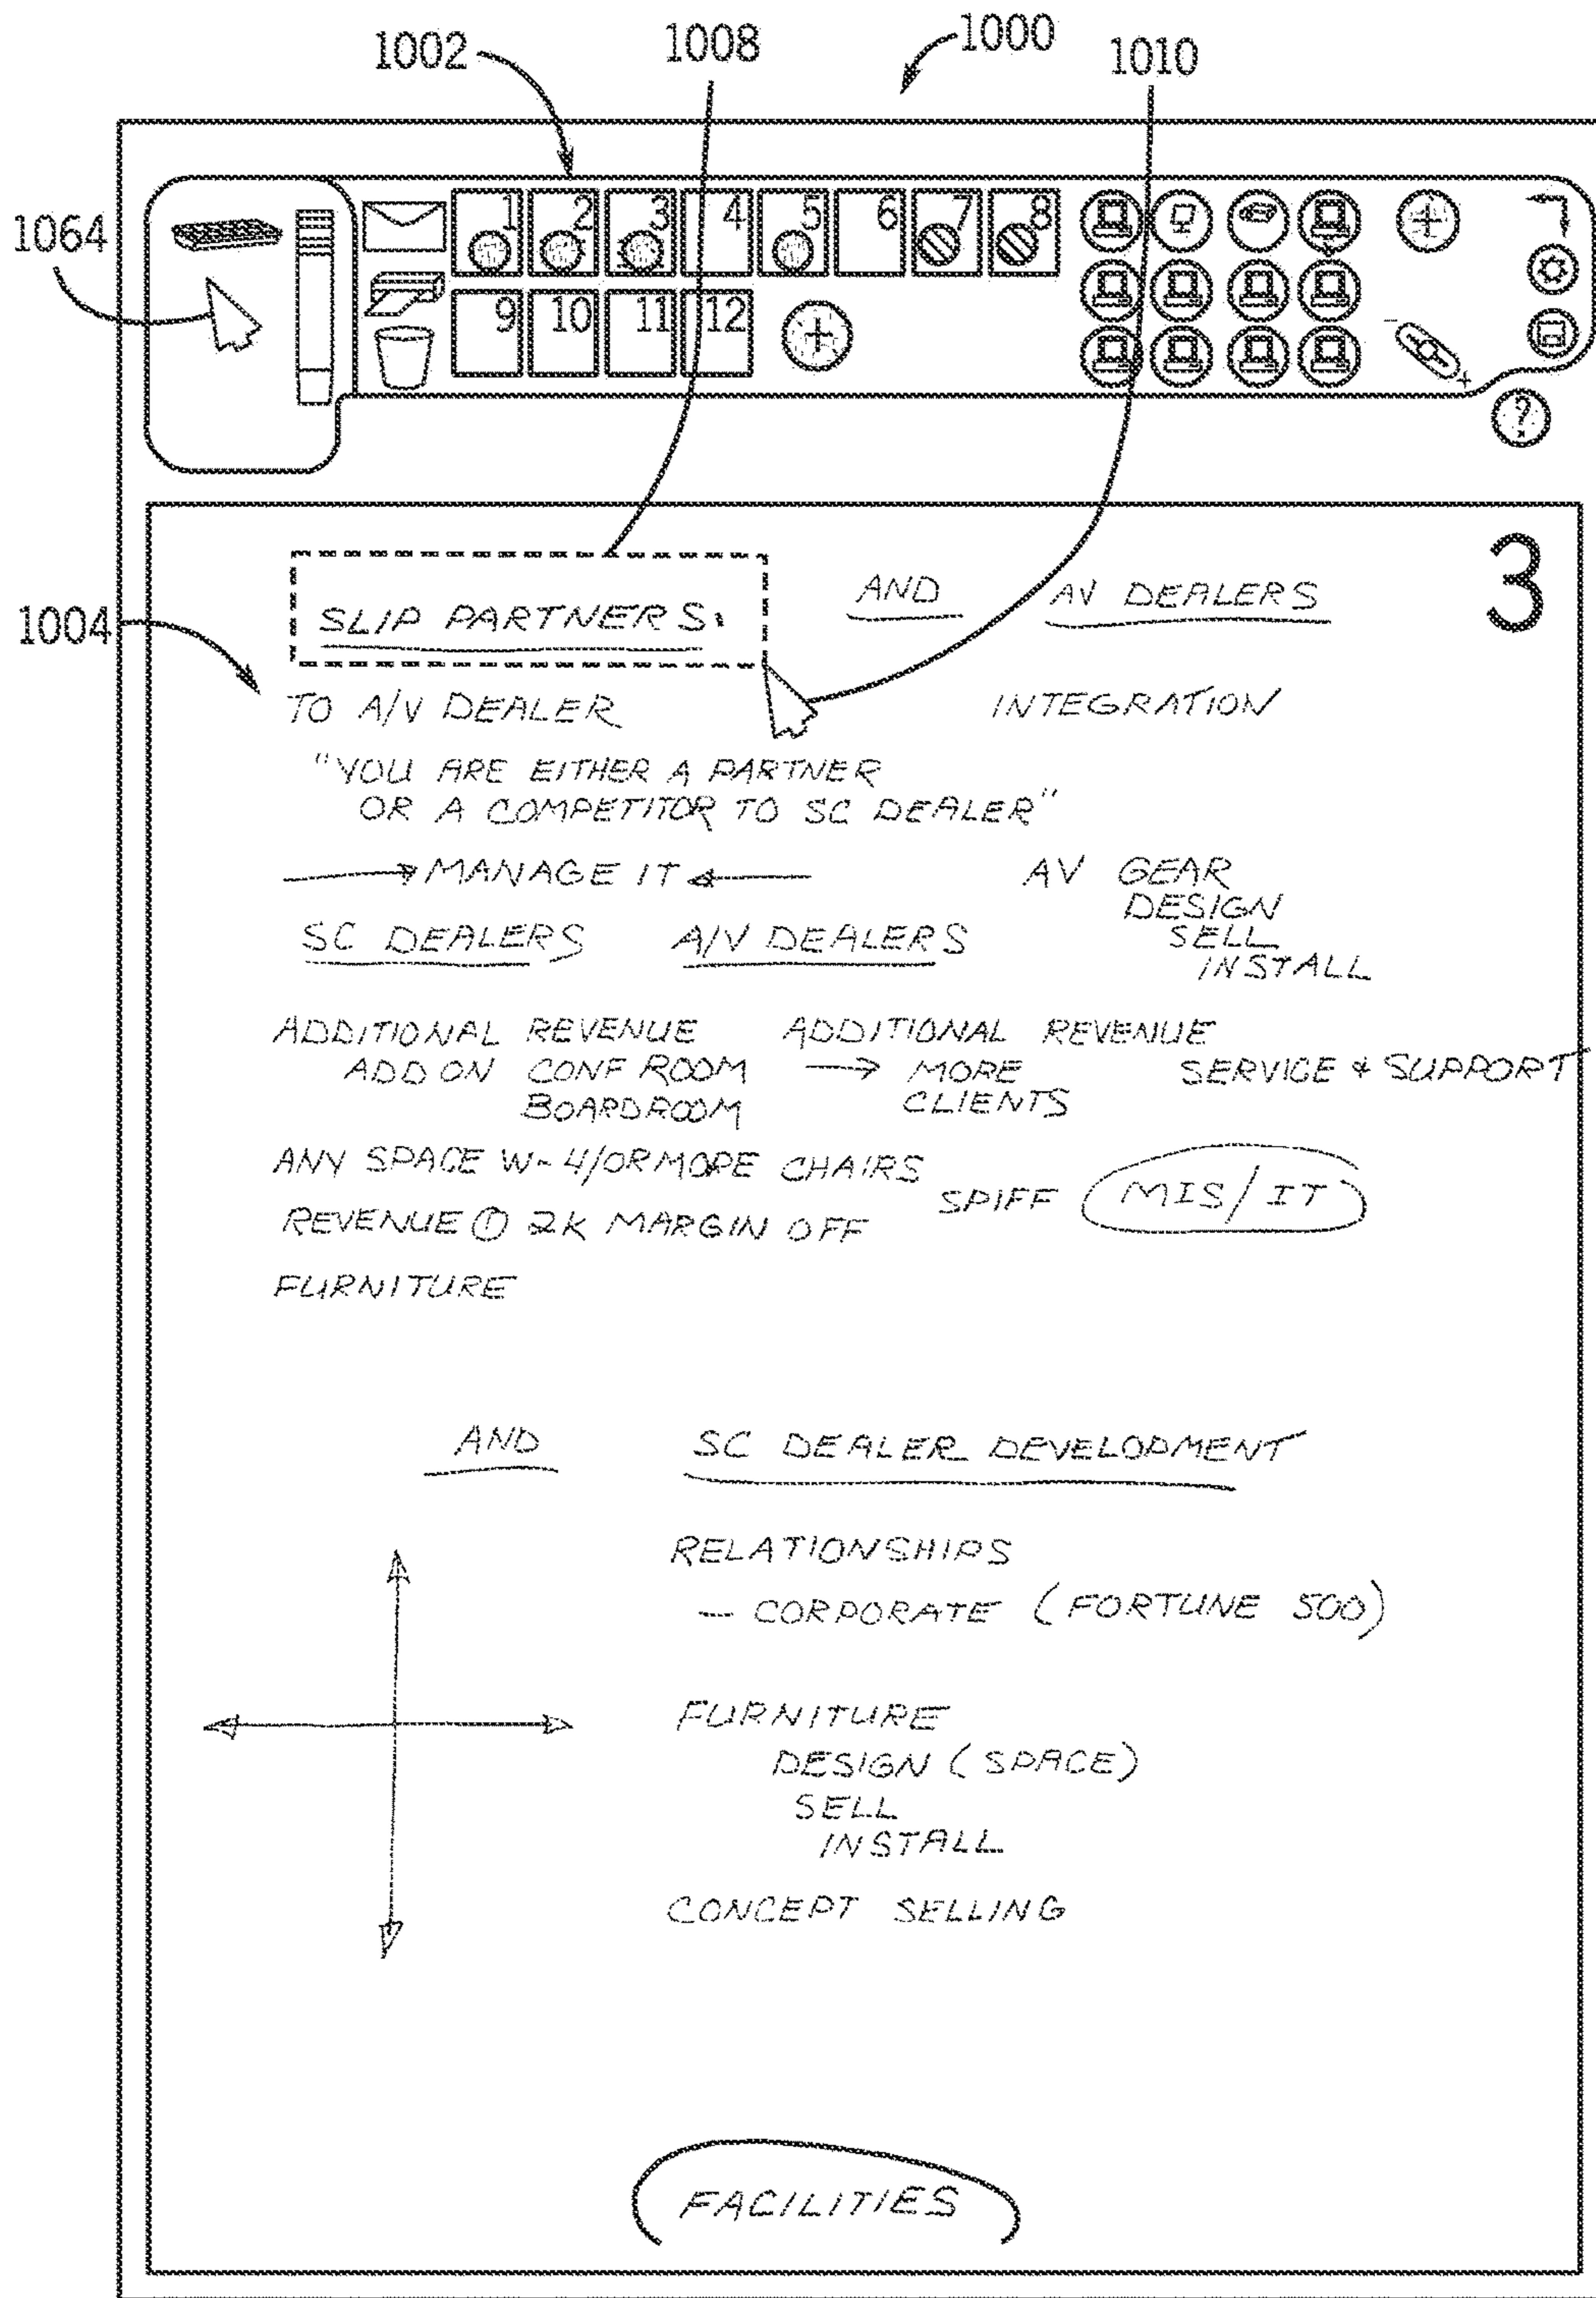 1002 1008 1000 1010
1064
1 2 3 4 5 6 7 8
+
9 10 11 12 +
- +
?
3
1004
SLIP PARTNERS. AND AV DEALERS
TO A/V DEALER INTEGRATION
"YOU ARE EITHER A PARTNER
OR A COMPETITOR TO SC DEALER"
→ MANAGE IT ← AV GEAR
DESIGN
SC DEALERS A/V DEALERS SELL
INSTALL
ADDITIONAL REVENUE ADDITIONAL REVENUE
ADD ON CONF ROOM → MORE SERVICE & SUPPORT
BOARDROOM CLIENTS
ANY SPACE W- 4/OR MORE CHAIRS
SPIFF MIS/IT
REVENUE ① 2K MARGIN OFF
FURNITURE
AND SC DEALER DEVELOPMENT
RELATIONSHIPS
— CORPORATE (FORTUNE 500)
FURNITURE
DESIGN (SPACE)
SELL
INSTALL
CONCEPT SELLING
FACILITIES